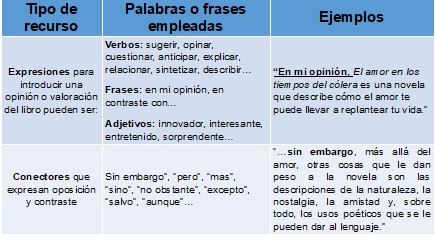 Tipo de
recurso
Palabras o frases
empleadas
Ejemplos
Expresiones para
introducir una
opinión o valoración
del libro pueden ser:
Verbos: sugerir, opinar,
cuestionar, anticipar, explicar,
relacionar, sintetizar, describir…
Frases: en mi opinión, en
contraste con…
Adjetivos: innovador, interesante,
entretenido, sorprendente…
“En mi opinión, El amor en los
tiempos del cólera es una novela
que describe cómo el amor te
puede llevar a replantear tu vida.”
Conectores que
expresan oposición
y contraste
Sin embargo”, “pero”, “mas”,
“sino”, “no obstante”, “excepto”,
“salvo”, “aunque”…
“…sin embargo, más allá del
amor, otras cosas que le dan
peso a la novela son las
descripciones de la naturaleza, la
nostalgia, la amistad y, sobre
todo, los usos poéticos que se le
pueden dar al lenguaje.”